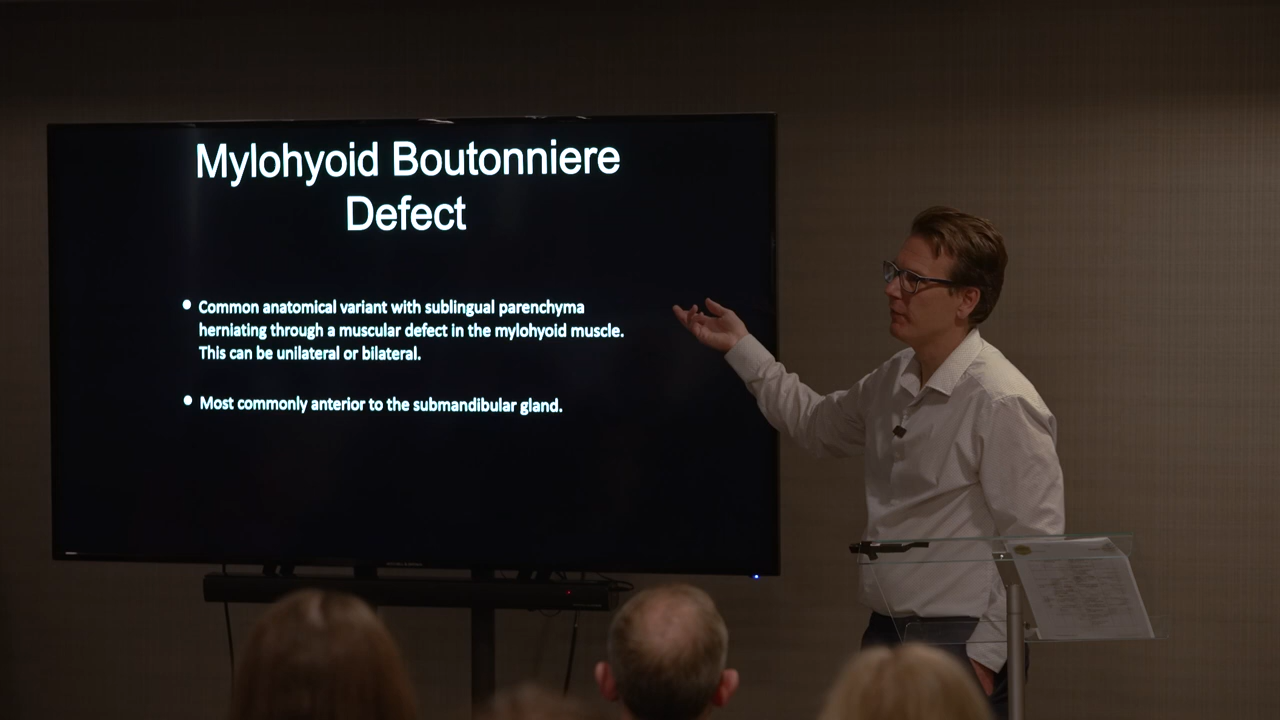 Mylohyoid Boutonniere
Defect
• Common anatomical variant with sublingual parenchyma
herniating through a muscular defect in the mylohyoid muscle.
This can be unilateral or bilateral.
• Most commonly anterior to the submandibular gland.